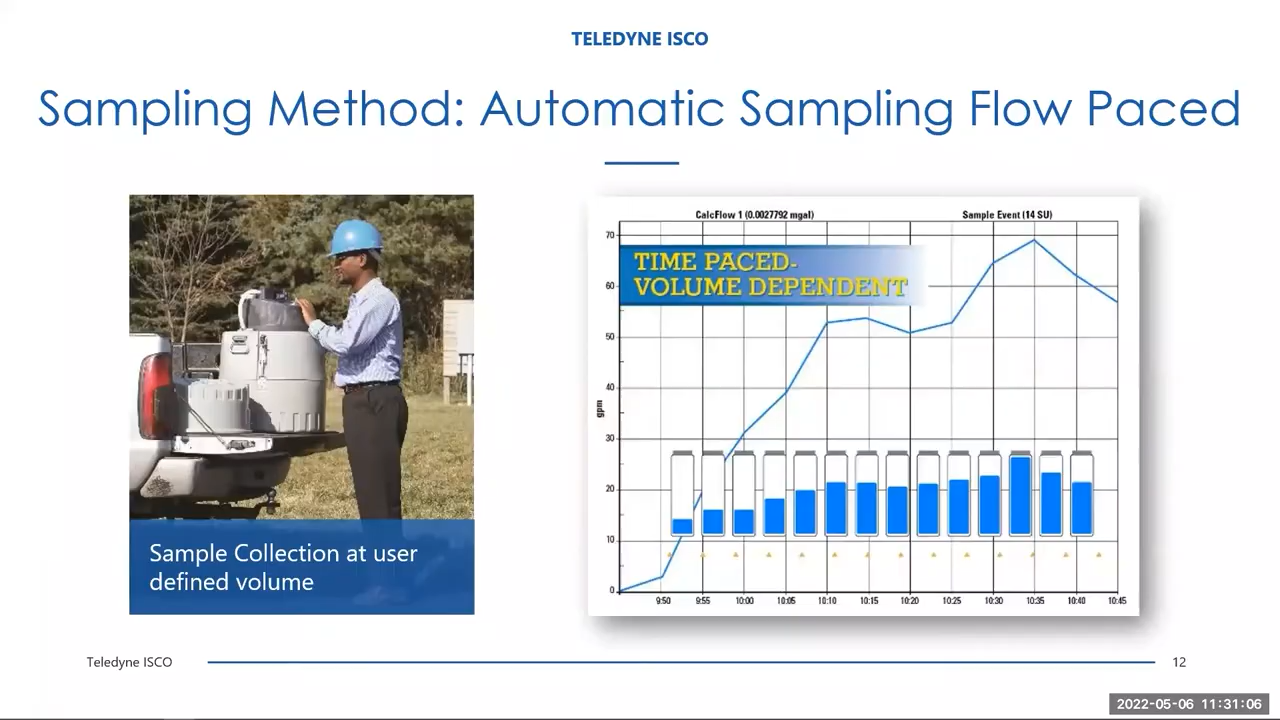 TELEDYNE ISCO
Sampling Method: Automatic Sampling Flow Paced
Sample Collection at user
defined volume
CalcFlow 1 (0.0027792 mgal)
Sample Event (14 SU)
TIME PACED-
VOLUME DEPENDENT
70
60
50
40
30
20
10
0
gpm
9:50
9:55
10:00
10:05
10:10
10:15
10:20
10:25
10:30
10:35
10:40
10:45
Teledyne ISCO
12
2022-05-06 11:31:06